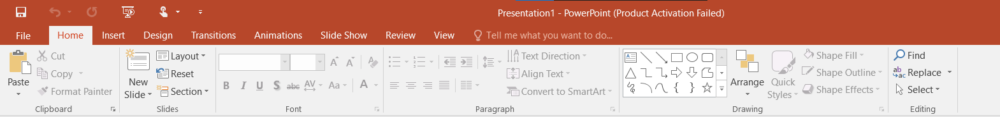 Presentation1 - PowerPoint (Product Activation Failed)
File Home Insert Design Transitions Animations Slide Show Review View Tell me what you want to do...
Paste
Cut
Copy
Format Painter
Clipboard
New Slide
Layout
Reset
Section
Slides
B I U S abc AV Aa A
Font
Text Direction
Align Text
Convert to SmartArt
Paragraph
Arrange
Quick Styles
Shape Fill
Shape Outline
Shape Effects
Drawing
Find
Replace
Select
Editing